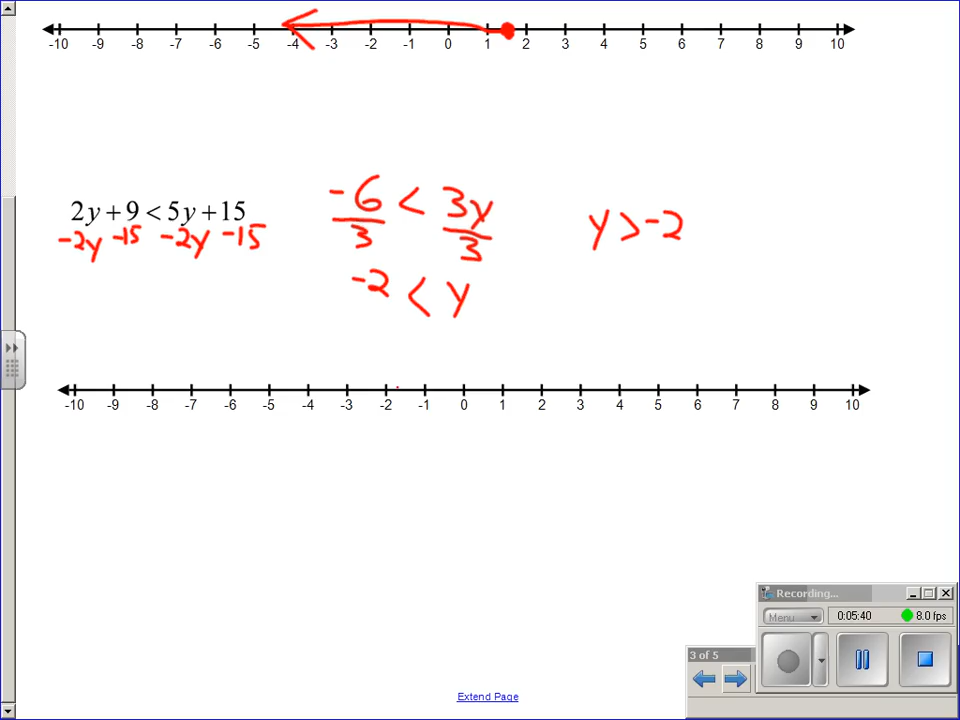 -10 -9 -8 -7 -6 -5 -4 -3 -2 -1 0 1 2 3 4 5 6 7 8 9 10
2y + 9 < 5y + 15
-2y -15 -2y -15
-6 < 3y
3 3
-2 < y
y > -2
-10 -9 -8 -7 -6 -5 -4 -3 -2 -1 0 1 2 3 4 5 6 7 8 9 10
Recording...
Menu 0:05:40 8.0 fps
3 of 5
Extend Page